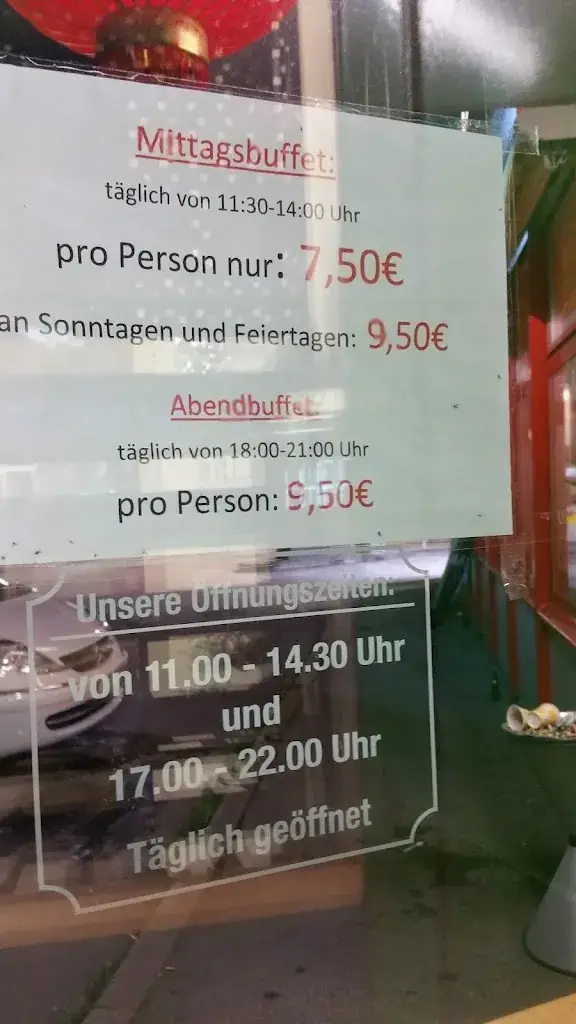 Mittagsbuffet:
täglich von 11:30-14:00 Uhr
pro Person nur: 7,50€
an Sonntagen und Feiertagen: 9,50€
Abendbuffet:
täglich von 18:00-21:00 Uhr
pro Person: 9,50€
Unsere Öffnungszeiten:
von 11.00 - 14.30 Uhr
und
17.00 - 22.00 Uhr
Täglich geöffnet